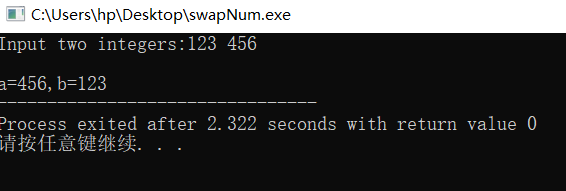 C:\Users\hp\Desktop\swapNum.exe
Input two integers:123 456
a=456,b=123
--------------------------------
Process exited after 2.322 seconds with return value 0
请按任意键继续. . .